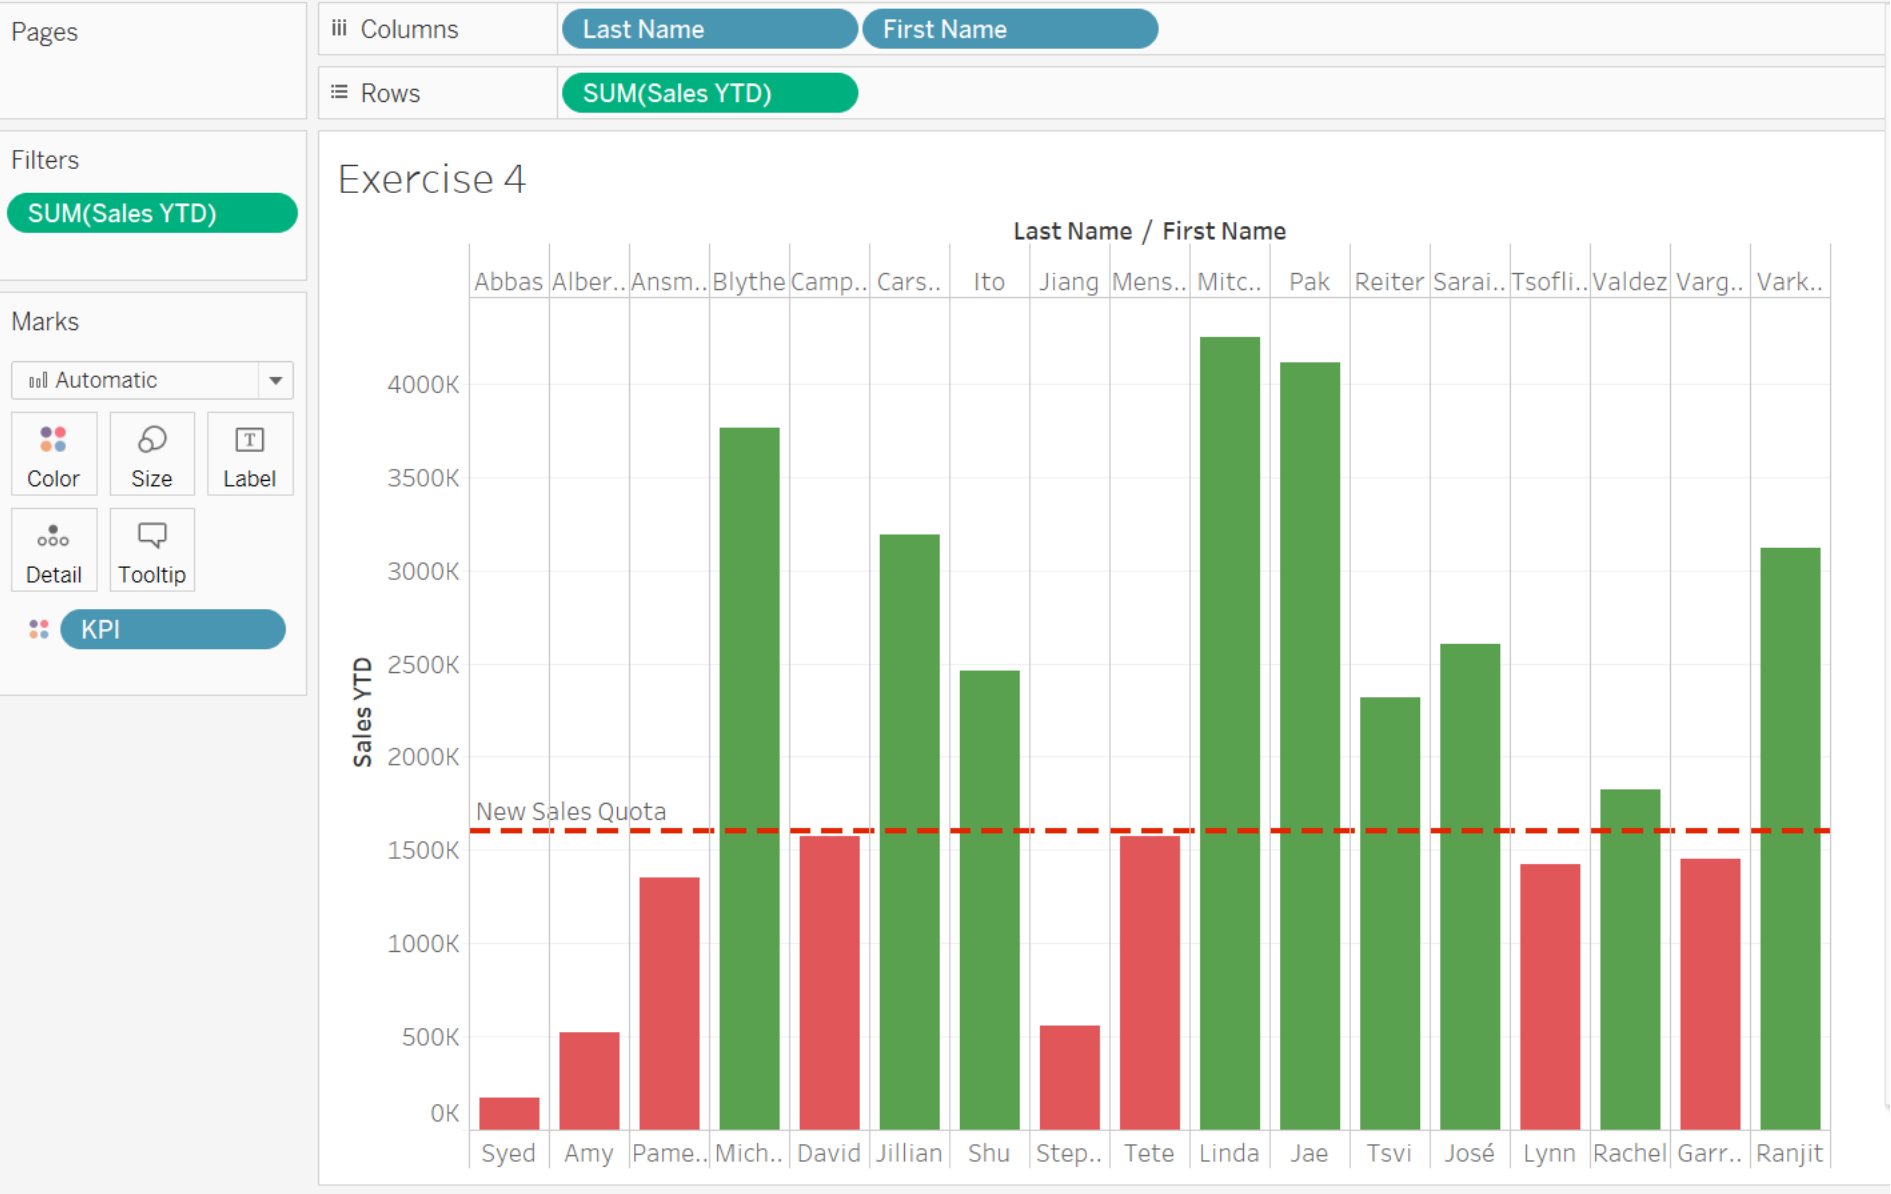 Pages
Columns Last Name First Name
Rows SUM(Sales YTD)
Filters
SUM(Sales YTD)
Marks
Automatic
Color Size T Label
Detail Tooltip
KPI
Exercise 4
Last Name / First Name
Abbas Alber.. Ansm.. Blythe Camp.. Cars.. Ito Jiang Mens.. Mitc.. Pak Reiter Sarai.. Tsofli.. Valdez Varg.. Vark..
Sales YTD
4000K
3500K
3000K
2500K
2000K
New Sales Quota
1500K
1000K
500K
0K
Syed Amy Pame.. Mich.. David Jillian Shu Step.. Tete Linda Jae Tsvi José Lynn Rachel Garr.. Ranjit